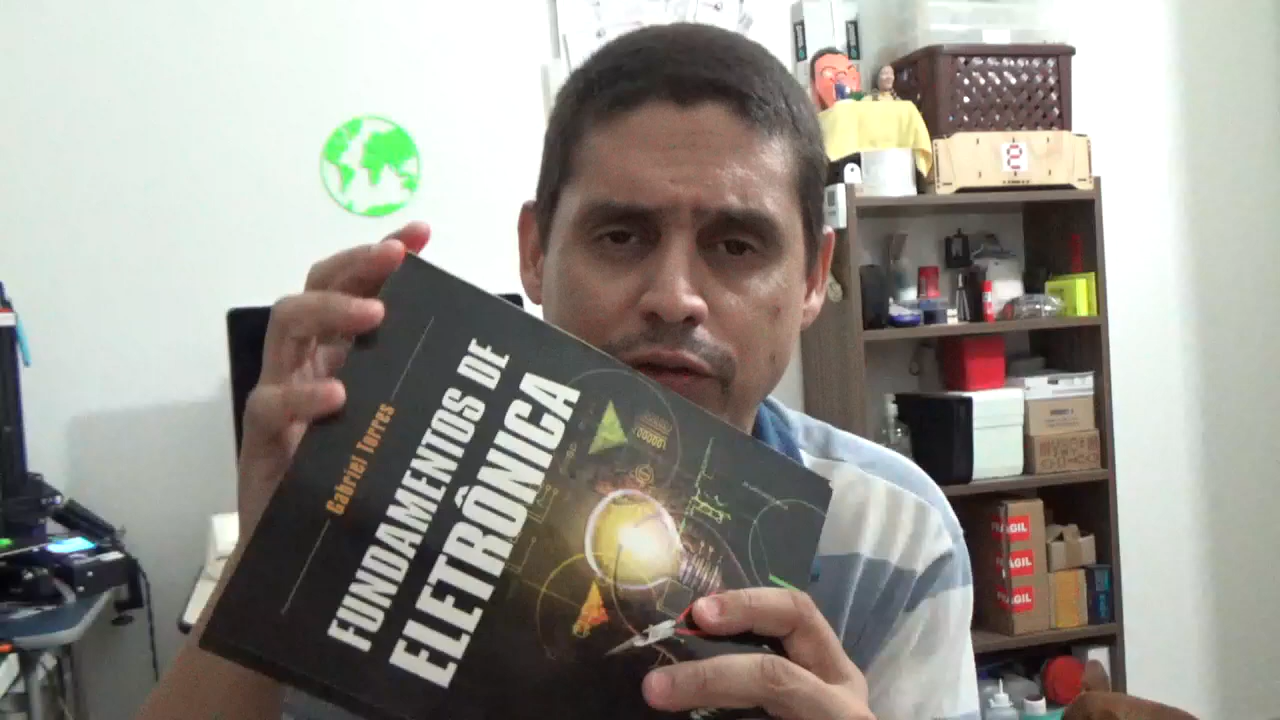 Gabriel Torres
FUNDAMENTOS DE
ELETRÔNICA
FRÁGIL
FRÁGIL
FRÁGIL